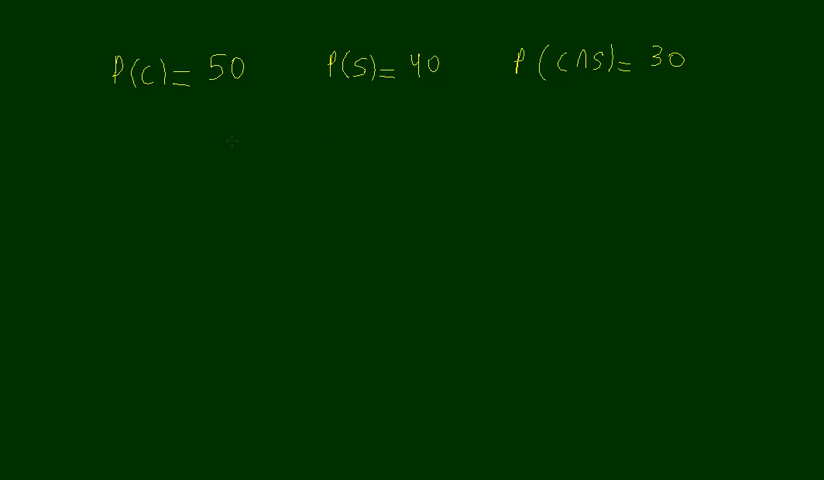 P(C) = 50 P(S) = 40 P(C∩S) = 30